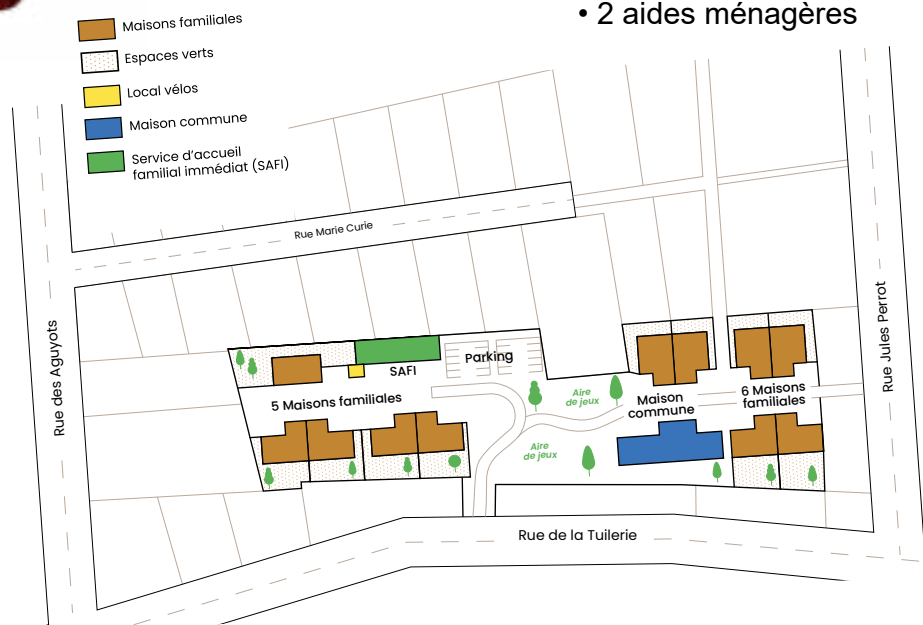 • 2 aides ménagères
Maisons familiales
Espaces verts
Local vélos
Maison commune
Service d'accueil
familial immédiat (SAFI)
Rue Marie Curie
Rue des Aguyots
Rue Jules Perrot
Parking
SAFI
5 Maisons familiales
Aire
de jeux
Maison
commune
6 Maisons
familiales
Aire
de jeux
Rue de la Tuilerie